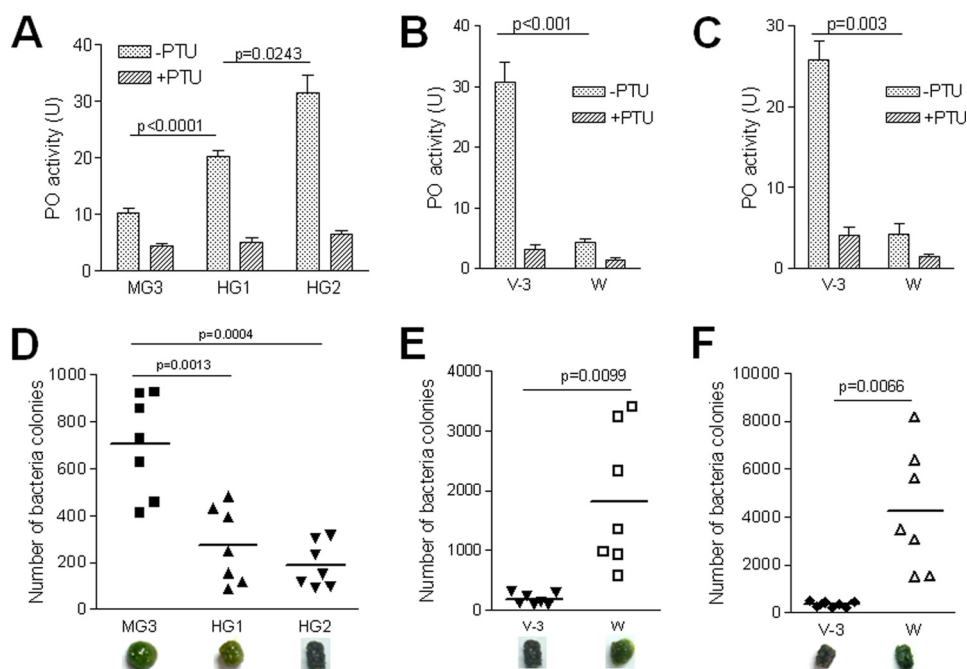 A
PO activity (U)
40
30
20
10
0
-PTU
+PTU
p<0.0001
p=0.0243
MG3 HG1 HG2
B
PO activity (U)
40
30
20
10
0
p<0.001
-PTU
+PTU
V-3 W
C
PO activity (U)
30
20
10
0
p=0.003
-PTU
+PTU
V-3 W
D
Number of bacteria colonies
1000
800
600
400
200
0
p=0.0004
p=0.0013
MG3 HG1 HG2
E
Number of bacteria colonies
4000
3000
2000
1000
0
p=0.0099
V-3 W
F
Number of bacteria colonies
10000
8000
6000
4000
2000
0
p=0.0066
V-3 W